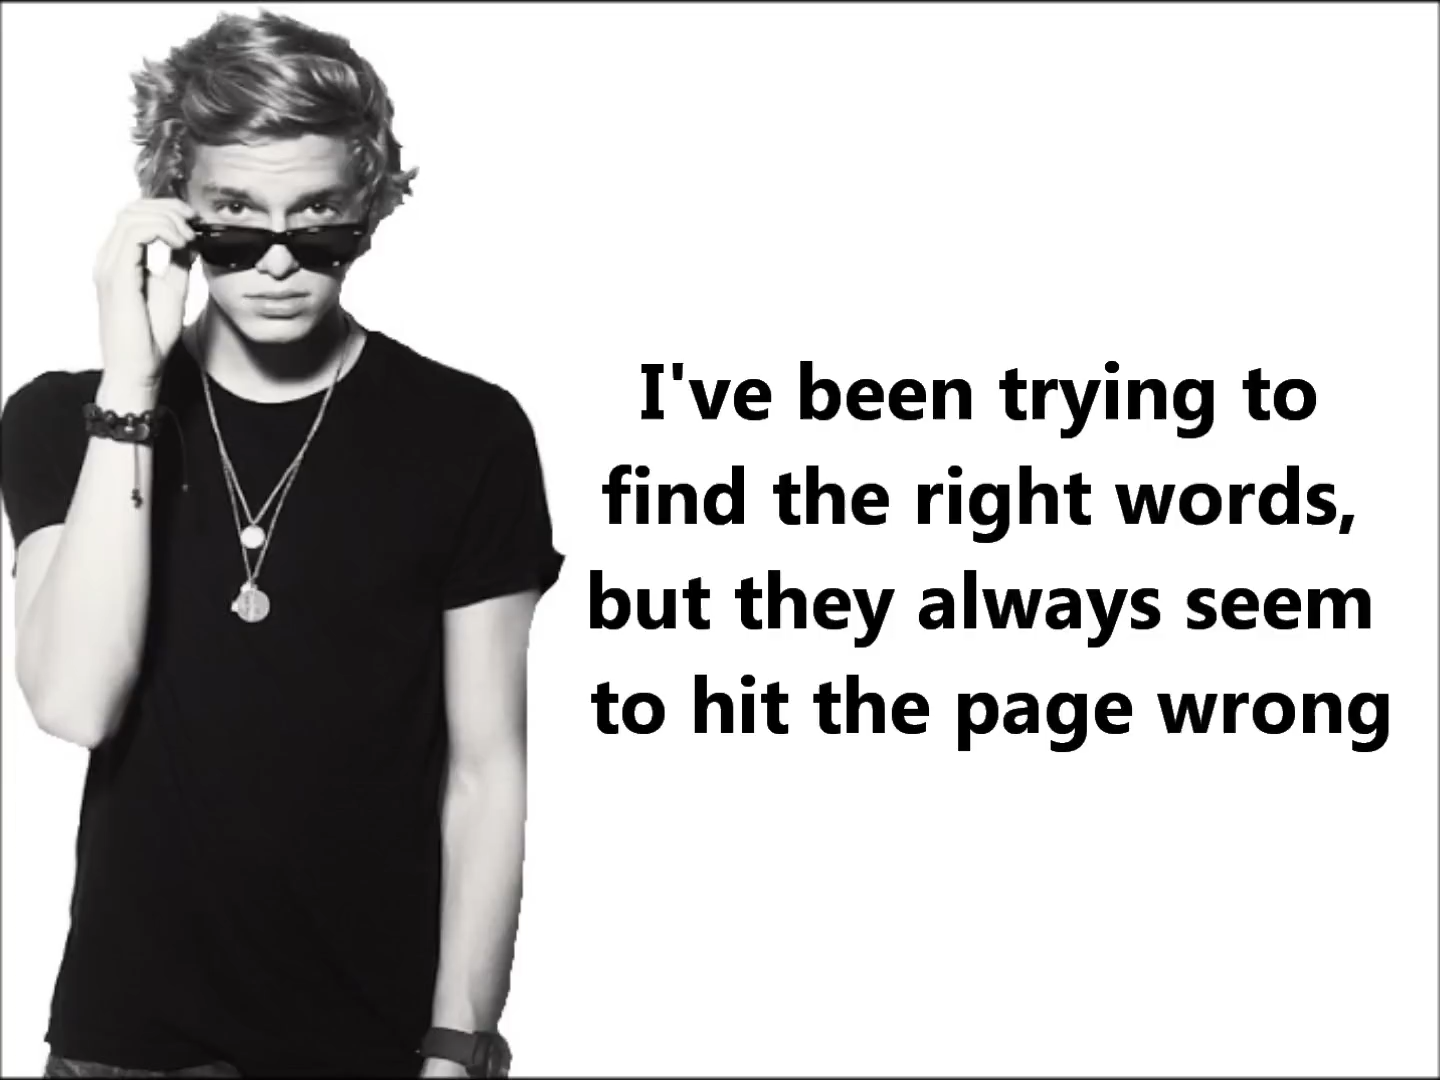 I've been trying to
find the right words,
but they always seem
to hit the page wrong